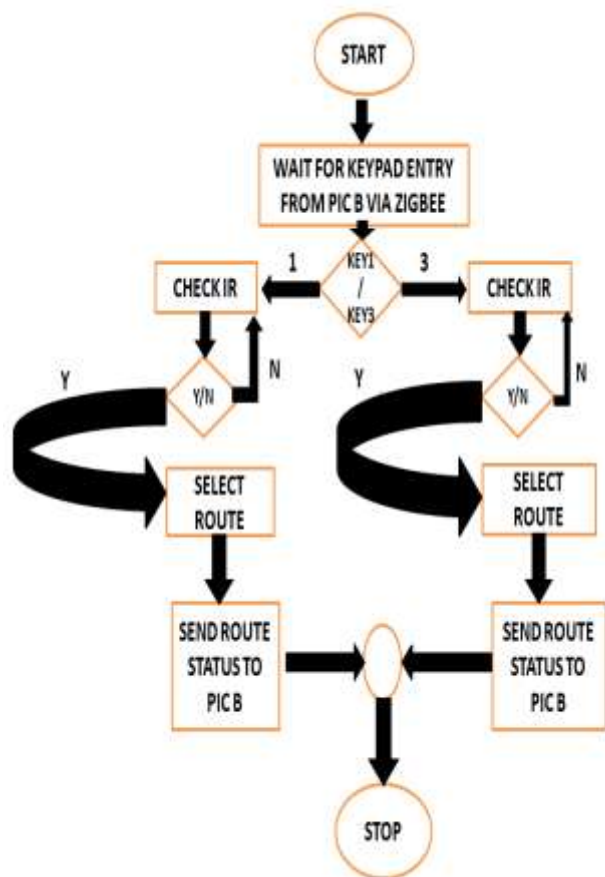 START
WAIT FOR KEYPAD ENTRY
FROM PIC B VIA ZIGBEE
KEY1
/
KEY3
1
3
CHECK IR
CHECK IR
Y/N
N
Y
Y/N
N
Y
SELECT
ROUTE
SELECT
ROUTE
SEND ROUTE
STATUS TO
PIC B
SEND ROUTE
STATUS TO
PIC B
STOP